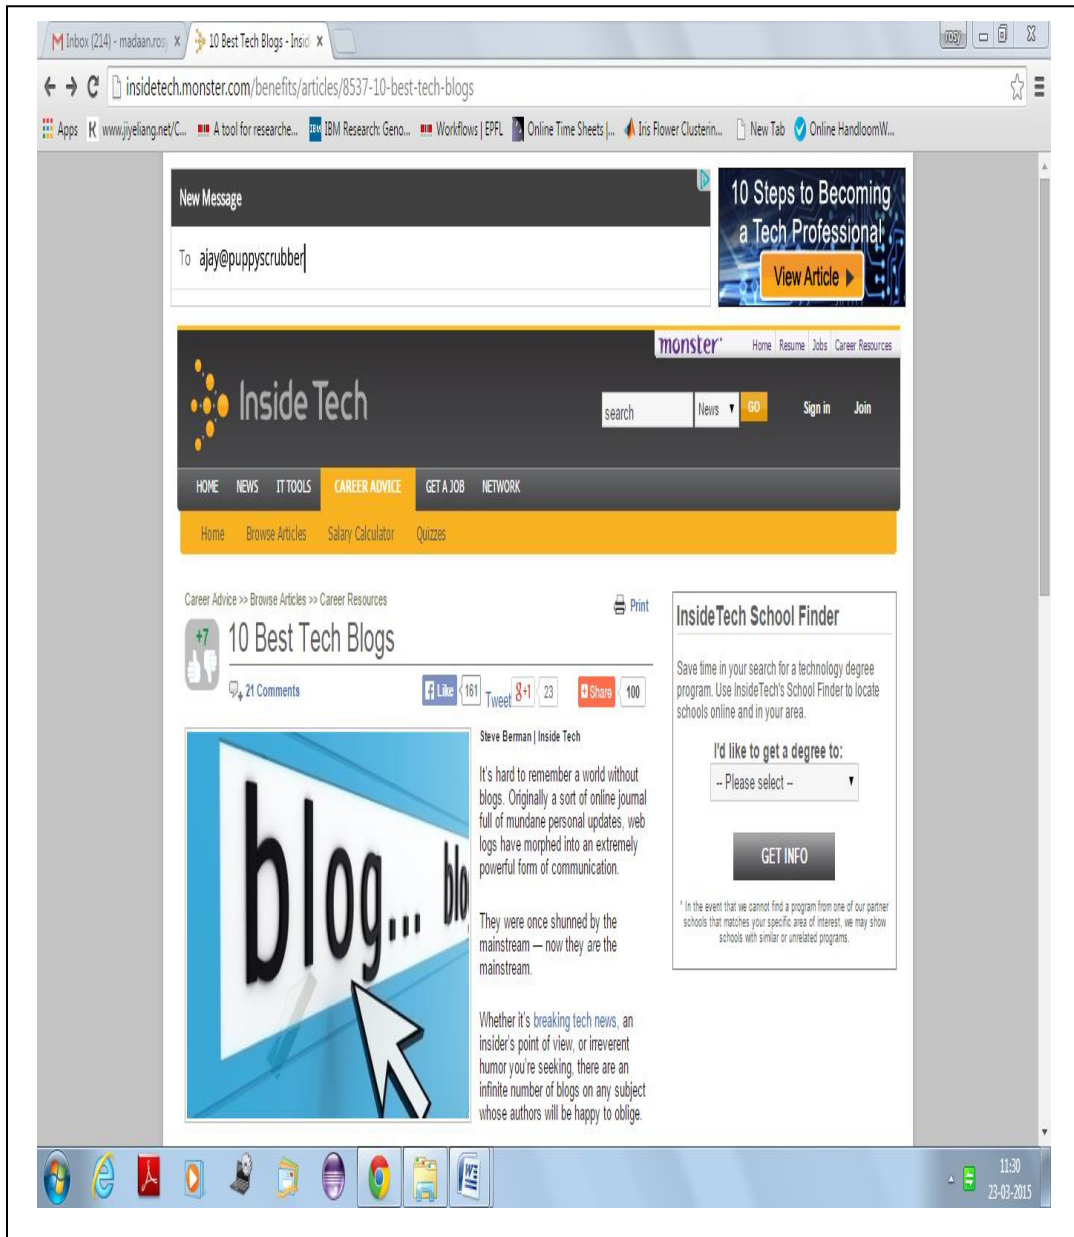 Inbox (214) - madaan.rosy
10 Best Tech Blogs - Insid
rosy
insidetech.monster.com/benefits/articles/8537-10-best-tech-blogs
Apps www.jiyeliang.net/C... A tool for researche... IBM Research: Geno... Workflows | EPFL Online Time Sheets |... Iris Flower Clusterin... New Tab Online HandloomW...
New Message
To ajay@puppyscrubber
10 Steps to Becoming
a Tech Professional
View Article
monster Home Resume Jobs Career Resources
Inside Tech
search News GO Sign in Join
HOME NEWS IT TOOLS CAREER ADVICE GET A JOB NETWORK
Home Browse Articles Salary Calculator Quizzes
Career Advice >> Browse Articles >> Career Resources
Print
+7
10 Best Tech Blogs
21 Comments
Like 161 Tweet g+1 23 Share 100
blog... blo
Steve Berman | Inside Tech
It's hard to remember a world without
blogs. Originally a sort of online journal
full of mundane personal updates, web
logs have morphed into an extremely
powerful form of communication.
They were once shunned by the
mainstream — now they are the
mainstream.
Whether it's breaking tech news, an
insider's point of view, or irreverent
humor you're seeking, there are an
infinite number of blogs on any subject
whose authors will be happy to oblige.
InsideTech School Finder
Save time in your search for a technology degree
program. Use InsideTech's School Finder to locate
schools online and in your area.
I'd like to get a degree to:
-- Please select --
GET INFO
* In the event that we cannot find a program from one of our partner
schools that matches your specific area of interest, we may show
schools with similar or unrelated programs.
11:30
23-03-2015